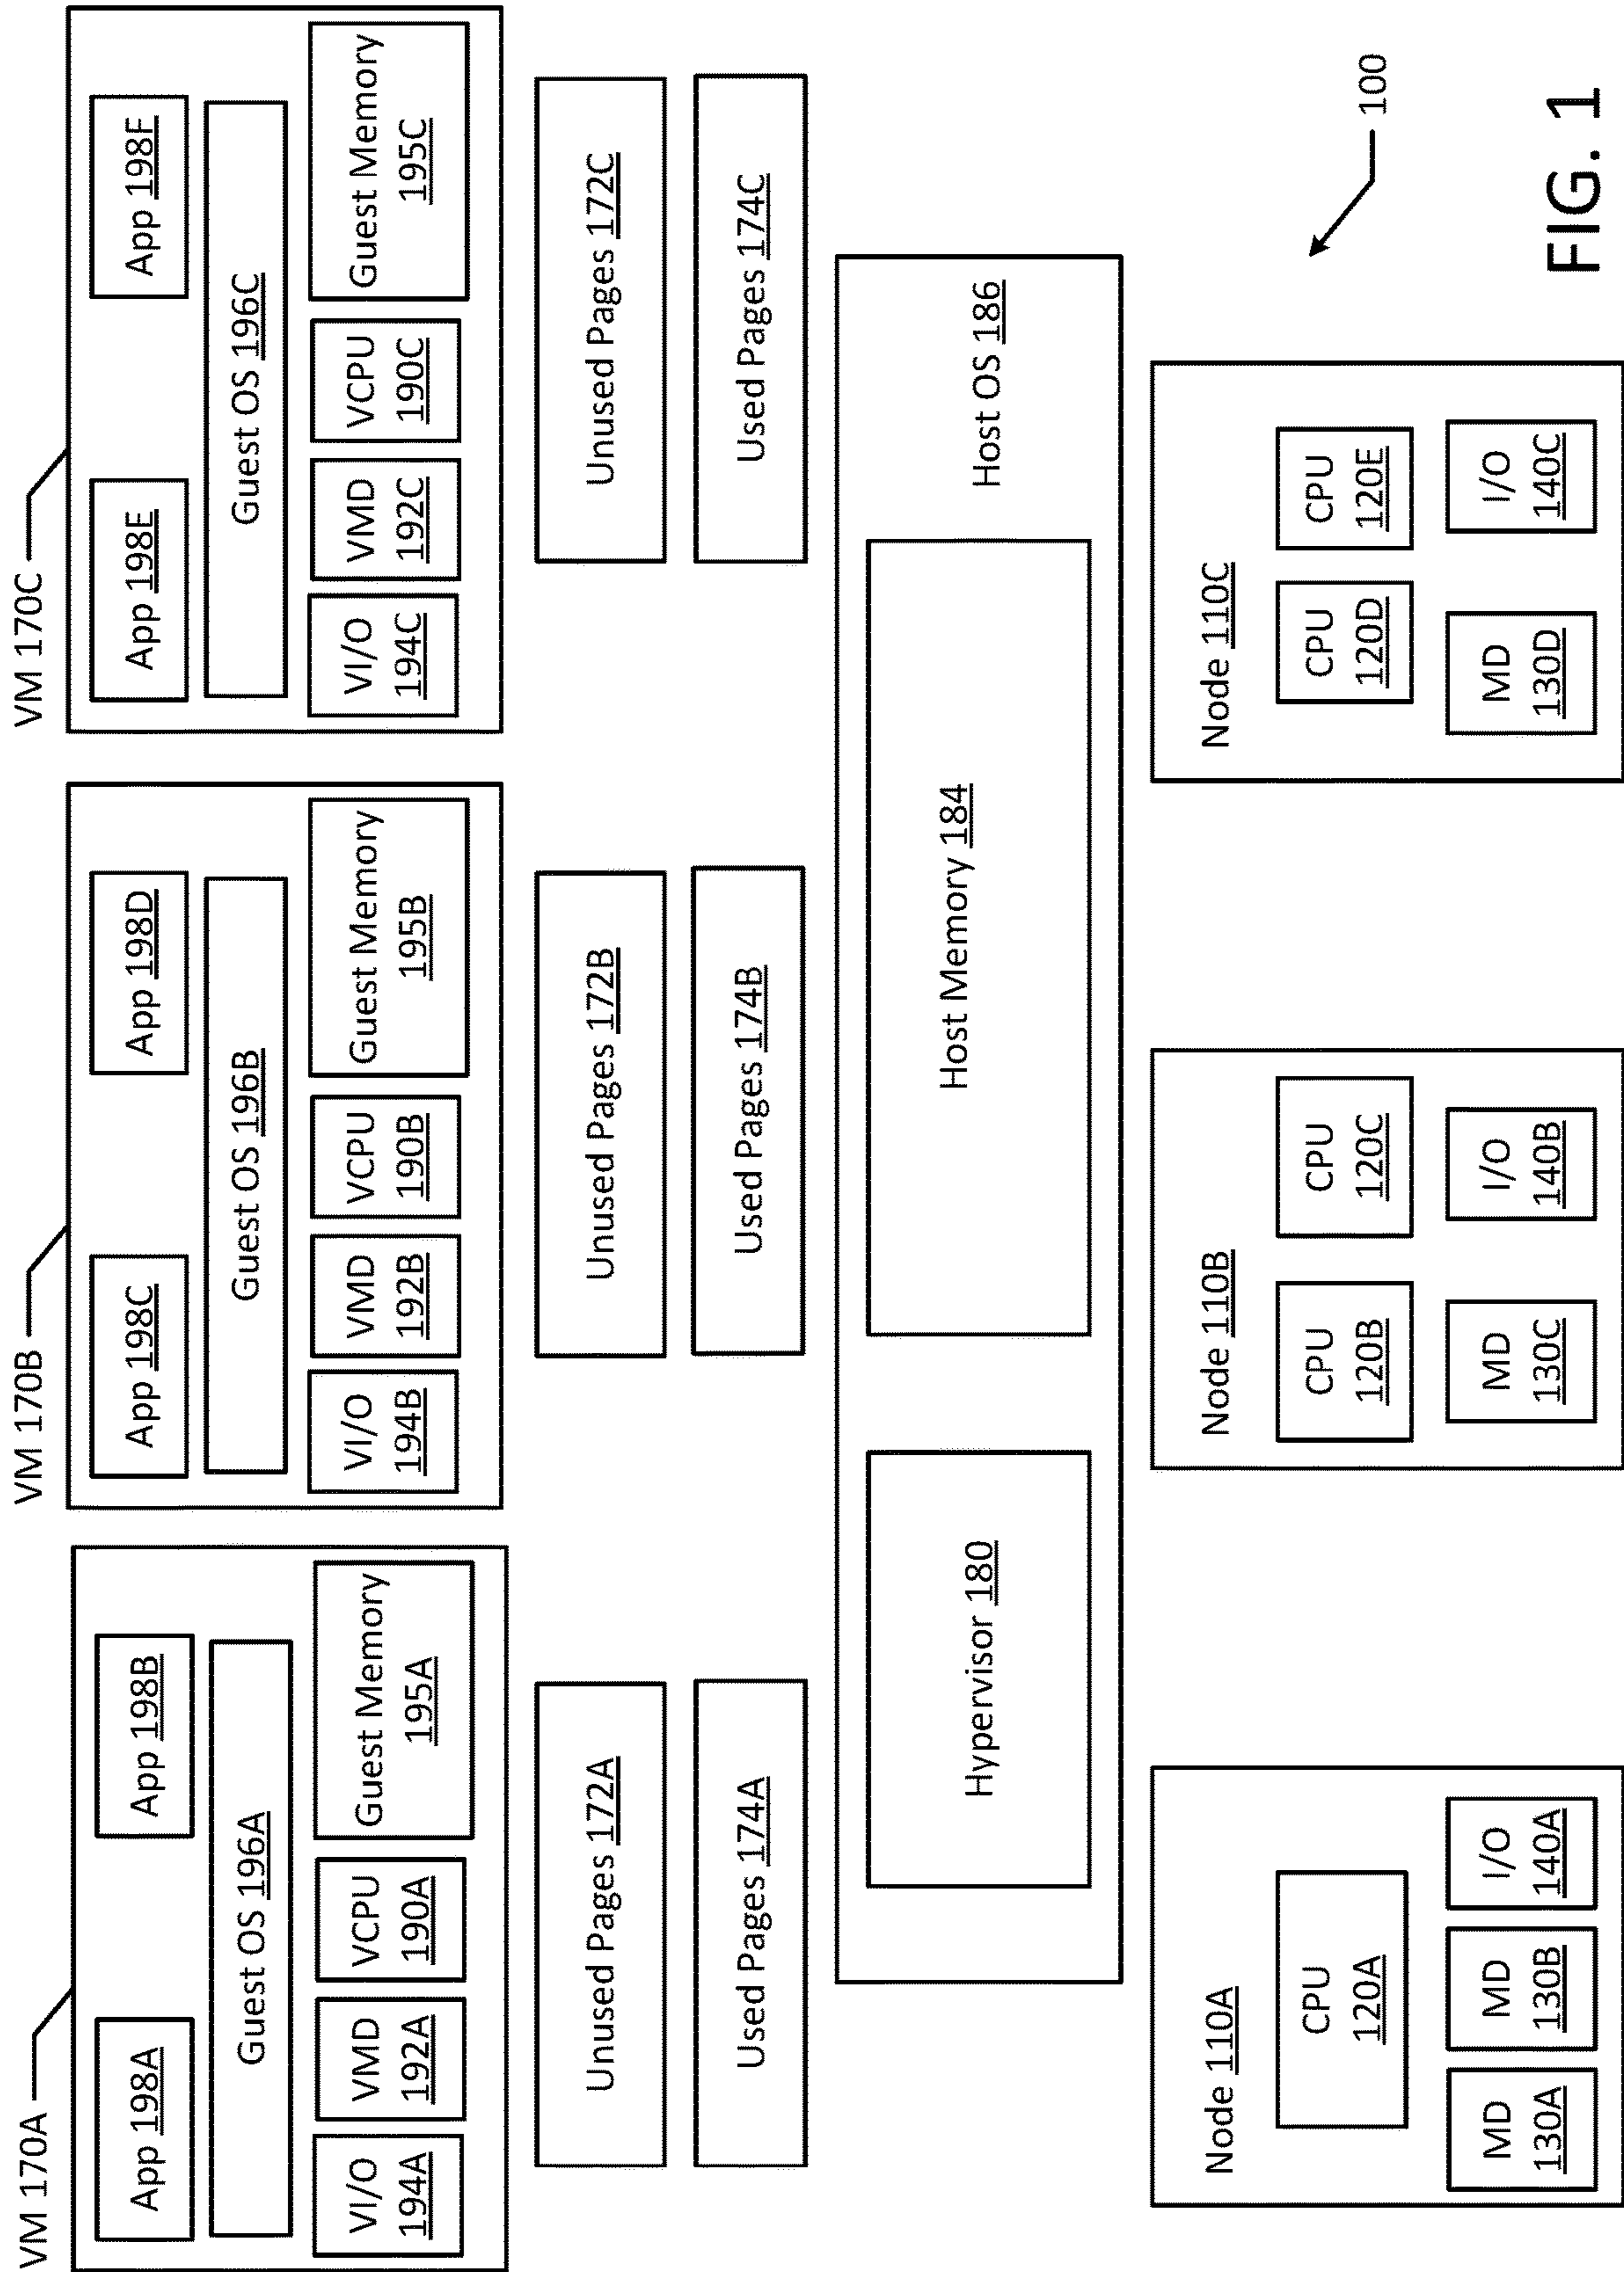 VM 170A
App 198A
App 198B
Guest OS 196A
VI/O
194A
VMD
192A
VCPU
190A
Guest Memory
195A
VM 170B
App 198C
App 198D
Guest OS 196B
VI/O
194B
VMD
192B
VCPU
190B
Guest Memory
195B
VM 170C
App 198E
App 198F
Guest OS 196C
VI/O
194C
VMD
192C
VCPU
190C
Guest Memory
195C
Unused Pages 172A
Unused Pages 172B
Unused Pages 172C
Used Pages 174A
Used Pages 174B
Used Pages 174C
Hypervisor 180
Host Memory 184
Host OS 186
Node 110A
CPU
120A
MD
130A
MD
130B
I/O
140A
Node 110B
CPU
120B
CPU
120C
MD
130C
I/O
140B
Node 110C
CPU
120D
CPU
120E
MD
130D
I/O
140C
100
FIG. 1